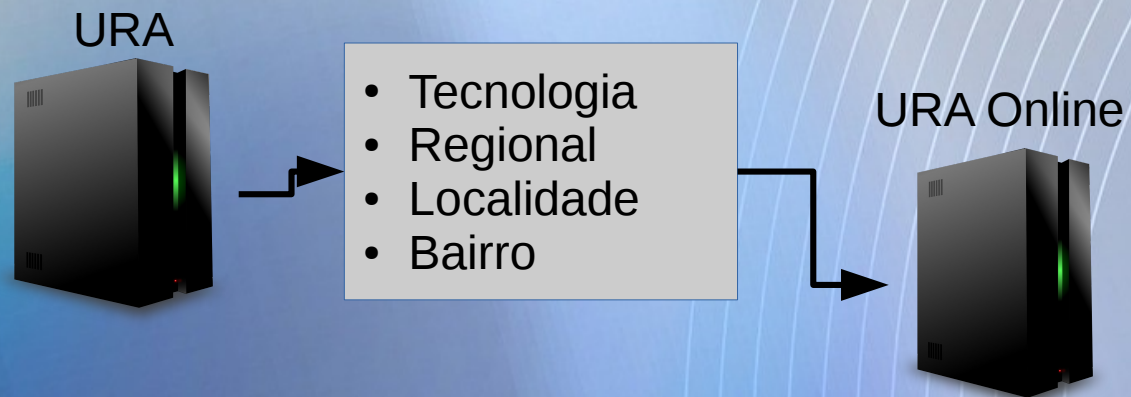 URA
• Tecnologia
• Regional
• Localidade
• Bairro
URA Online